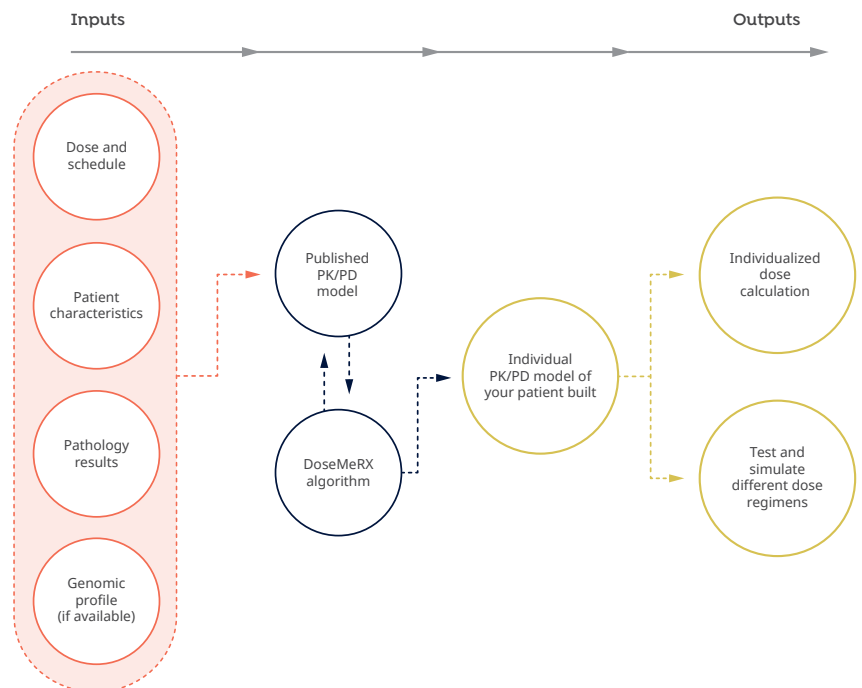 Inputs
Outputs
Dose and
schedule
Patient
characteristics
Pathology
results
Genomic
profile
(if available)
Published
PK/PD
model
DoseMeRX
algorithm
Individual
PK/PD model of
your patient built
Individualized
dose
calculation
Test and
simulate
different dose
regimens